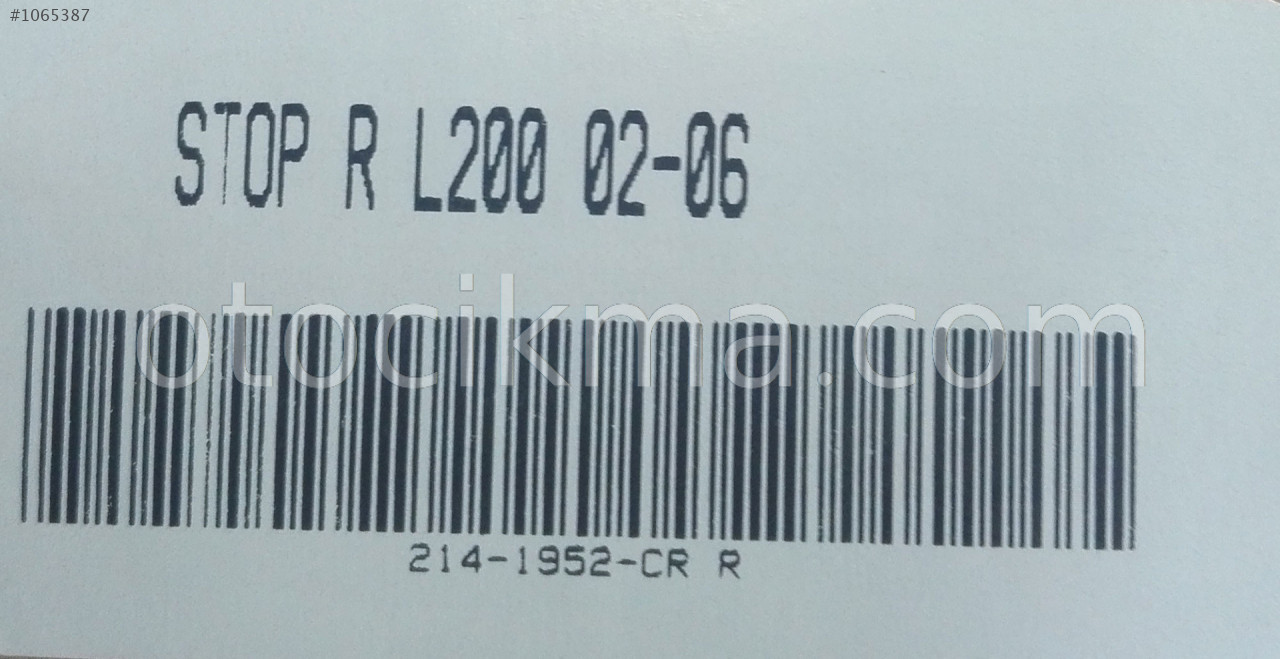 #1065387
STOP R L200 02-06
otocikma.com
214-1952-CR R